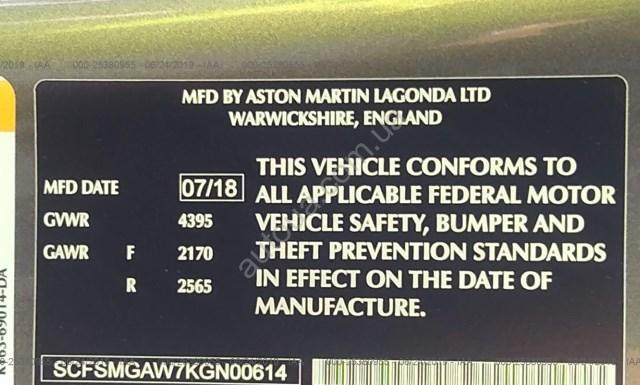 MFD BY ASTON MARTIN LAGONDA LTD
WARWICKSHIRE, ENGLAND
MFD DATE 07/18
GVWR 4395
GAWR F 2170
R 2565
THIS VEHICLE CONFORMS TO
ALL APPLICABLE FEDERAL MOTOR
VEHICLE SAFETY, BUMPER AND
THEFT PREVENTION STANDARDS
IN EFFECT ON THE DATE OF
MANUFACTURE.
SCFSMGAW7KGN00614